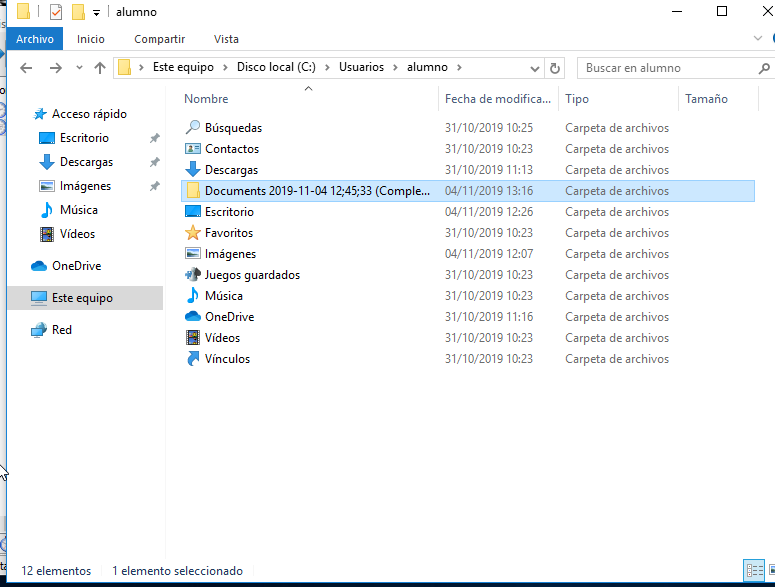 alumno
Archivo Inicio Compartir Vista
Este equipo Disco local (C:) Usuarios alumno
Buscar en alumno
Acceso rápido
Escritorio
Descargas
Imágenes
Música
Vídeos
OneDrive
Este equipo
Red
Nombre Fecha de modifica... Tipo Tamaño
Búsquedas 31/10/2019 10:25 Carpeta de archivos
Contactos 31/10/2019 10:23 Carpeta de archivos
Descargas 31/10/2019 11:13 Carpeta de archivos
Documents 2019-11-04 12;45;33 (Comple... 04/11/2019 13:16 Carpeta de archivos
Escritorio 04/11/2019 12:26 Carpeta de archivos
Favoritos 31/10/2019 10:23 Carpeta de archivos
Imágenes 04/11/2019 12:07 Carpeta de archivos
Juegos guardados 31/10/2019 10:23 Carpeta de archivos
Música 31/10/2019 10:23 Carpeta de archivos
OneDrive 31/10/2019 11:16 Carpeta de archivos
Vídeos 31/10/2019 10:23 Carpeta de archivos
Vínculos 31/10/2019 10:23 Carpeta de archivos
12 elementos 1 elemento seleccionado